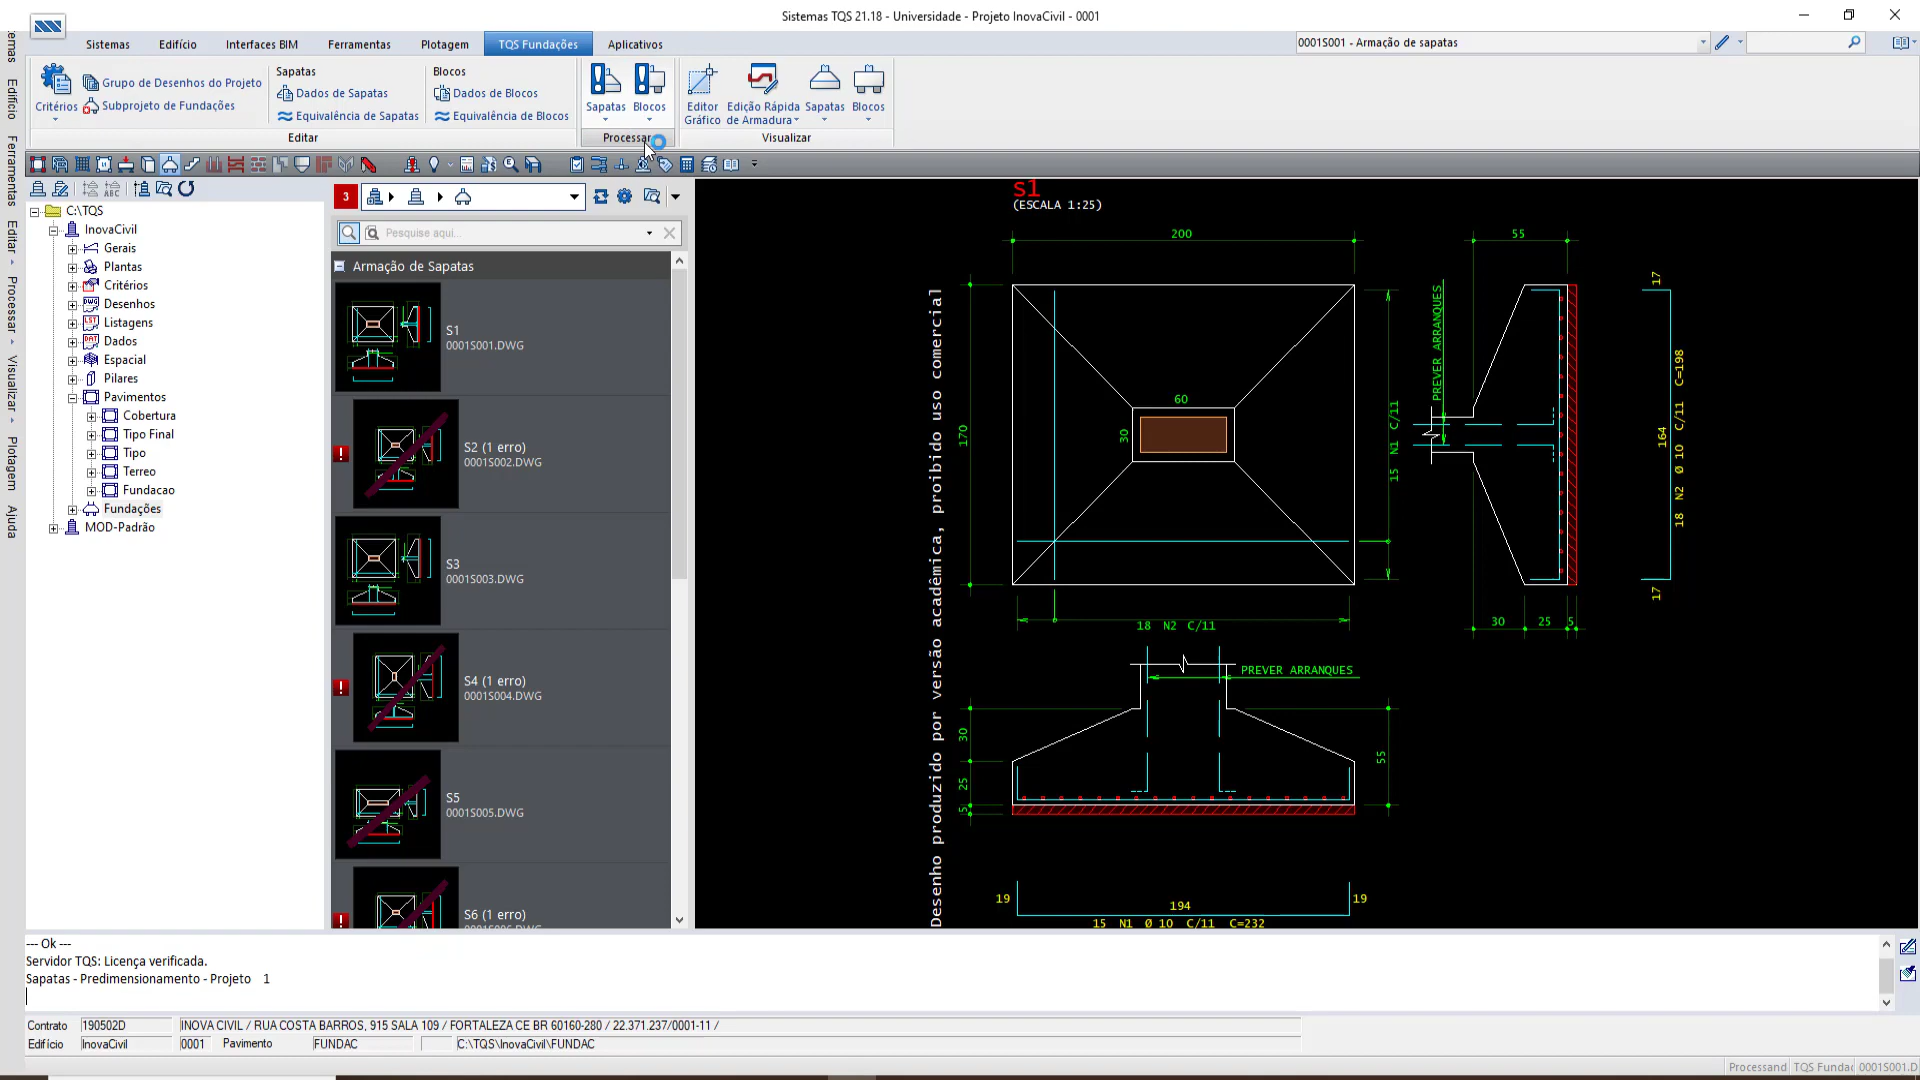 Sistemas TQS 21.18 - Universidade - Projeto InovaCivil - 0001
Sistemas
Edifício
Interfaces BIM
Ferramentas
Plotagem
TQS Fundações
Aplicativos
0001S001 - Armação de sapatas
Critérios
Grupo de Desenhos do Projeto
Subprojeto de Fundações
Sapatas
Dados de Sapatas
Equivalência de Sapatas
Blocos
Dados de Blocos
Equivalência de Blocos
Editar
Sapatas
Blocos
Processar
Editor Gráfico
Edição Rápida de Armadura
Sapatas
Blocos
Visualizar
Edifício
Ferramentas
Editar
Processar
Visualizar
Plotagem
Ajuda
C:\TQS
InovaCivil
Gerais
Plantas
Critérios
Desenhos
Listagens
Dados
Espacial
Pilares
Pavimentos
Cobertura
Tipo Final
Tipo
Terreo
Fundacao
Fundações
MOD-Padrão
3
Pesquise aqui...
Armação de Sapatas
S1
0001S001.DWG
S2 (1 erro)
0001S002.DWG
S3
0001S003.DWG
S4 (1 erro)
0001S004.DWG
S5
0001S005.DWG
S6 (1 erro)
S1
(ESCALA 1:25)
200
55
17
170
60
30
15 N1 C/11
PREVER ARRANQUES
164
18 N2 Ø 10 C/11 C=198
17
18 N2 C/11
30 25 5
PREVER ARRANQUES
30
25
5
55
19
194
19
15 N1 Ø 10 C/11 C=232
Desenho produzido por versão acadêmica, proibido uso comercial
--- Ok ---
Servidor TQS: Licença verificada.
Sapatas - Predimensionamento - Projeto 1
Contrato 190502D INOVA CIVIL / RUA COSTA BARROS, 915 SALA 109 / FORTALEZA CE BR 60160-280 / 22.371.237/0001-11 /
Edifício InovaCivil 0001 Pavimento FUNDAC C:\TQS\InovaCivil\FUNDAC
Processand TQS Fundac 0001S001.D